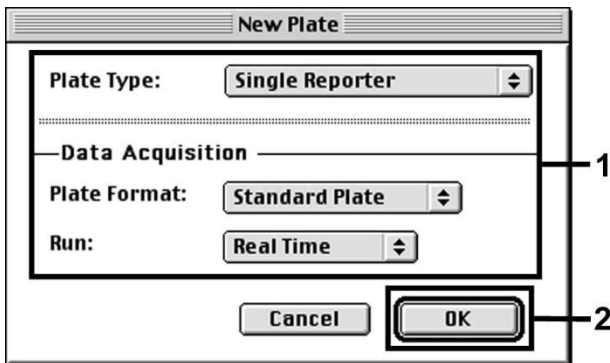 New Plate
Plate Type: Single Reporter
Data Acquisition
1
Plate Format: Standard Plate
Run: Real Time
Cancel OK 2